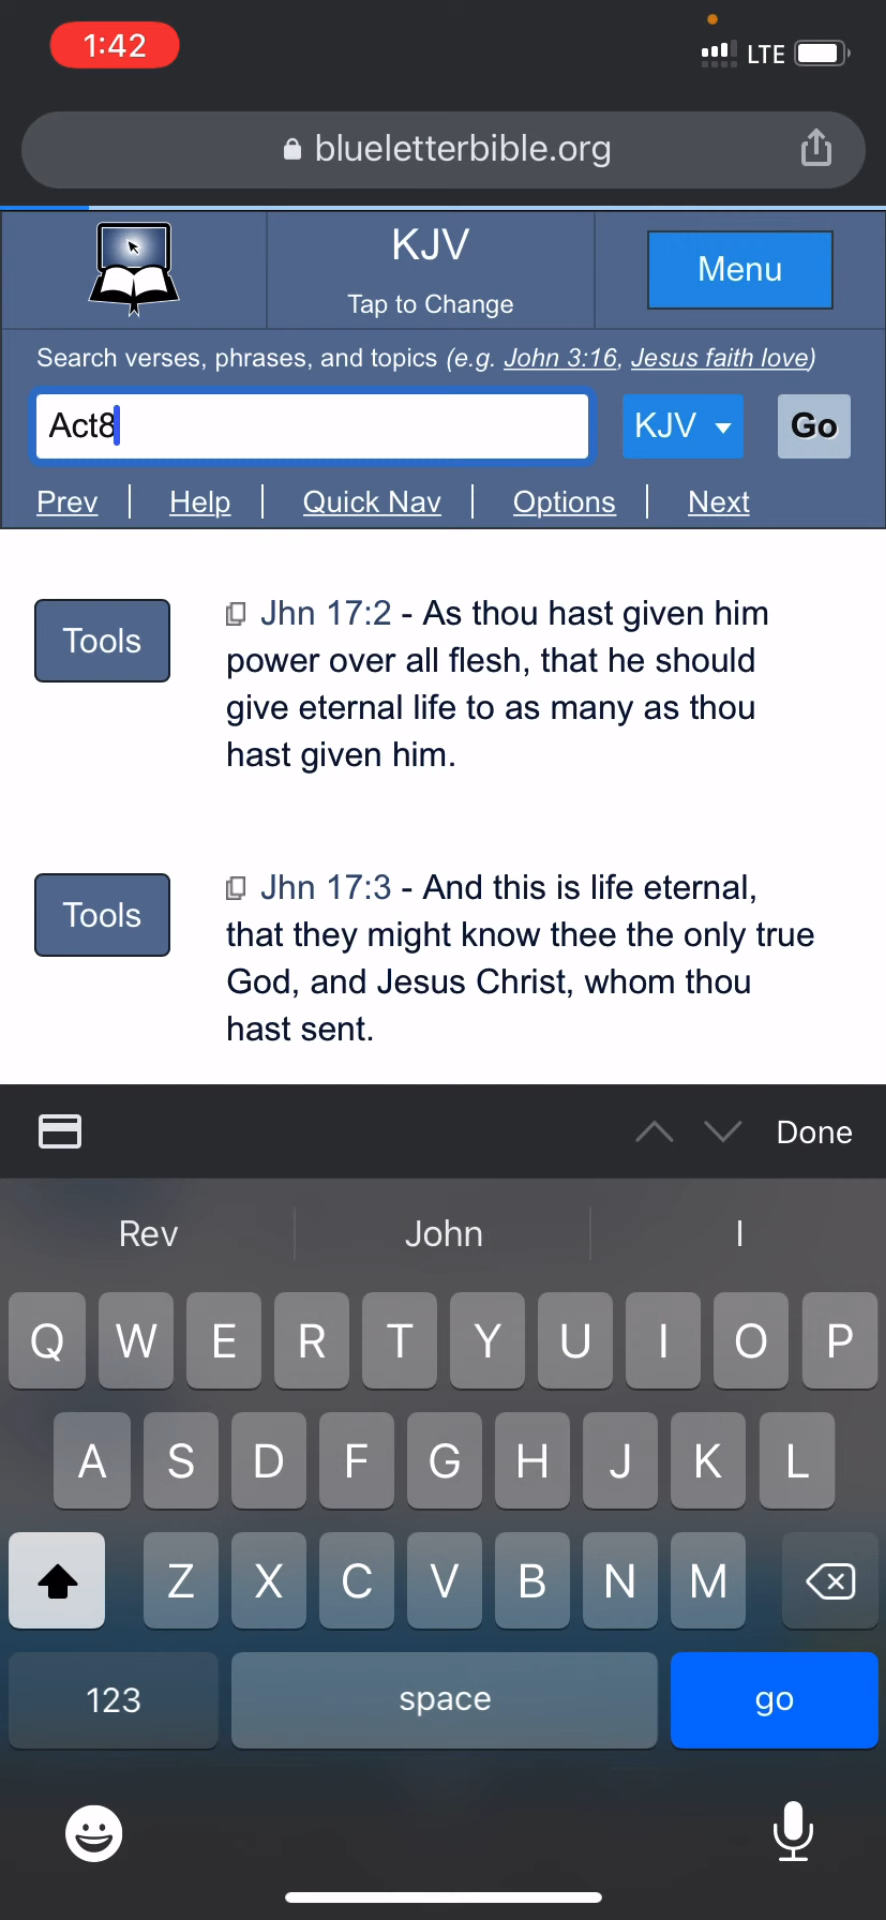 1:42
LTE
blueletterbible.org
KJV
Tap to Change
Menu
Search verses, phrases, and topics (e.g. John 3:16, Jesus faith love)
Act8
KJV
Go
Prev | Help | Quick Nav | Options | Next
Tools
Jhn 17:2 - As thou hast given him
power over all flesh, that he should
give eternal life to as many as thou
hast given him.
Tools
Jhn 17:3 - And this is life eternal,
that they might know thee the only true
God, and Jesus Christ, whom thou
hast sent.
Done
Rev John I
Q W E R T Y U I O P
A S D F G H J K L
Z X C V B N M
123 space go